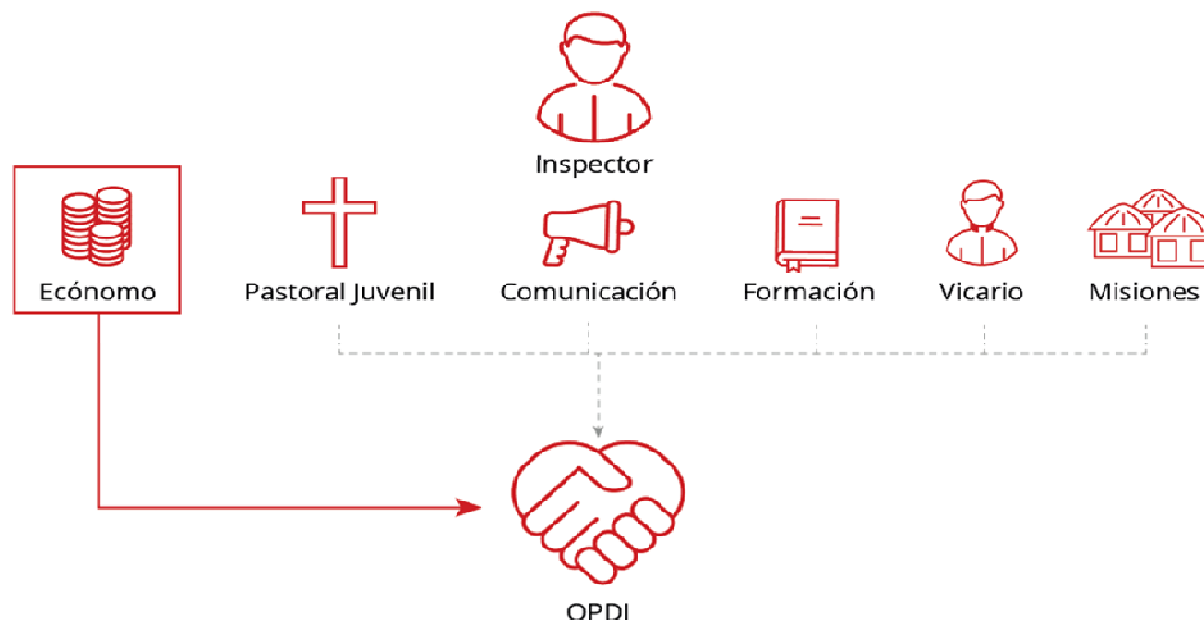 Inspector
Ecónomo
Pastoral Juvenil
Comunicación
Formación
Vicario
Misiones
OPDI